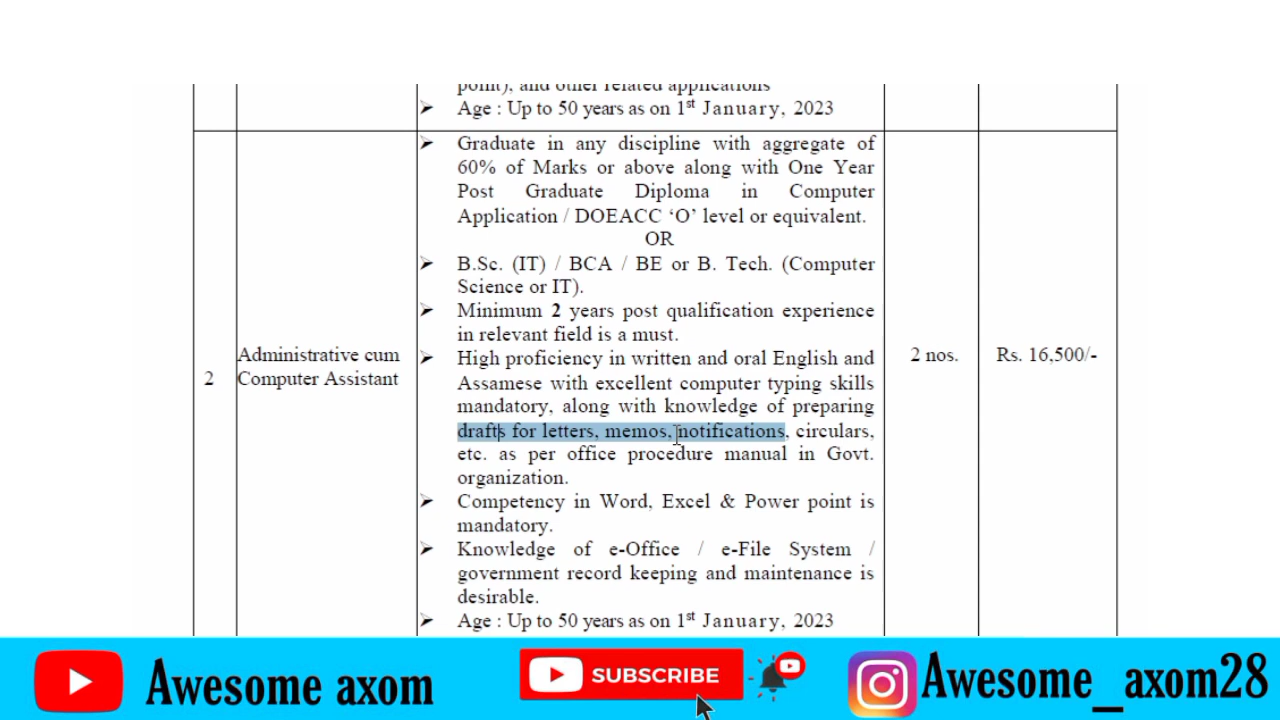 point), and other related applications
➢ Age : Up to 50 years as on 1st January, 2023
2
Administrative cum
Computer Assistant
➢ Graduate in any discipline with aggregate of
60% of Marks or above along with One Year
Post Graduate Diploma in Computer
Application / DOEACC ‘O’ level or equivalent.
OR
➢ B.Sc. (IT) / BCA / BE or B. Tech. (Computer
Science or IT).
➢ Minimum 2 years post qualification experience
in relevant field is a must.
➢ High proficiency in written and oral English and
Assamese with excellent computer typing skills
mandatory, along with knowledge of preparing
drafts for letters, memos, notifications, circulars,
etc. as per office procedure manual in Govt.
organization.
➢ Competency in Word, Excel & Power point is
mandatory.
➢ Knowledge of e-Office / e-File System /
government record keeping and maintenance is
desirable.
➢ Age : Up to 50 years as on 1st January, 2023
2 nos.
Rs. 16,500/-
Awesome axom
SUBSCRIBE
Awesome_axom28